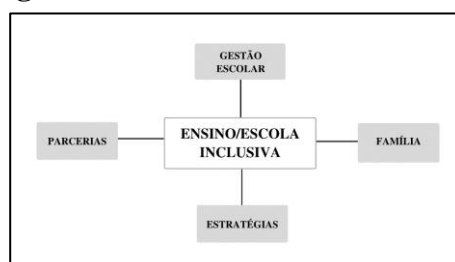 GESTÃO
ESCOLAR
PARCERIAS
ENSINO/ESCOLA
INCLUSIVA
FAMÍLIA
ESTRATÉGIAS